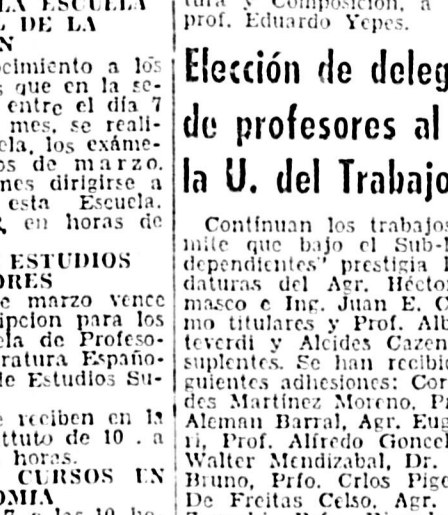 LA ESCUELA
DE LA
N
cimiento a los
que en la se-
entre el día 7
mes, se reali-
ela, los exáme-
os de marzo.
nes dirigirse a
esta Escuela.
en horas de
ESTUDIOS
ORES
e marzo vence
ipcion para los
la de Profeso-
ratura Españo-
e Estudios Su-
e reciben en la
ttuto de 10 . a
horas.
CURSOS EN
OMIA
tura y Composición, a
prof. Eduardo Yepes.
Elección de deleg
de profesores al
la U. del Trabajo
Contínuan los trabajos
mite que bajo el Sub-
dependientes" prestigia
daturas del Agr. Héctor
masco e Ing. Juan E. C
mo titulares y Prof. Alb
teverdi y Alcides Cazen
suplentes. Se han recibid
guientes adhesiones: Cor
des Martínez Moreno, Pr
Aleman Barral, Agr. Eug
ri, Prof. Alfredo Goncel
Walter Mendizabal, Dr.
Bruno, Prfo. Crlos Pige
De Freitas Celso, Agr.